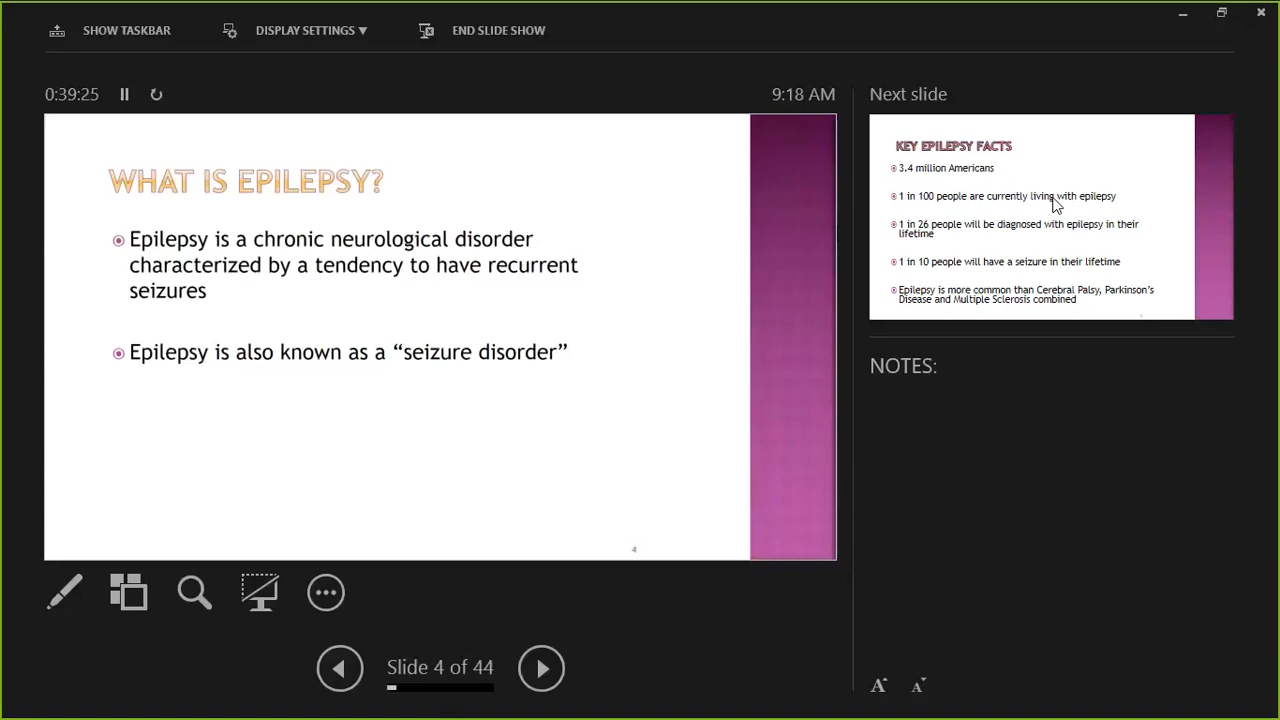 SHOW TASKBAR
DISPLAY SETTINGS ▼
END SLIDE SHOW
0:39:25
9:18 AM
WHAT IS EPILEPSY?
Epilepsy is a chronic neurological disorder
characterized by a tendency to have recurrent
seizures
Epilepsy is also known as a “seizure disorder”
4
Slide 4 of 44
Next slide
KEY EPILEPSY FACTS
3.4 million Americans
1 in 100 people are currently living with epilepsy
1 in 26 people will be diagnosed with epilepsy in their
lifetime
1 in 10 people will have a seizure in their lifetime
Epilepsy is more common than Cerebral Palsy, Parkinson’s
Disease and Multiple Sclerosis combined
NOTES:
A A